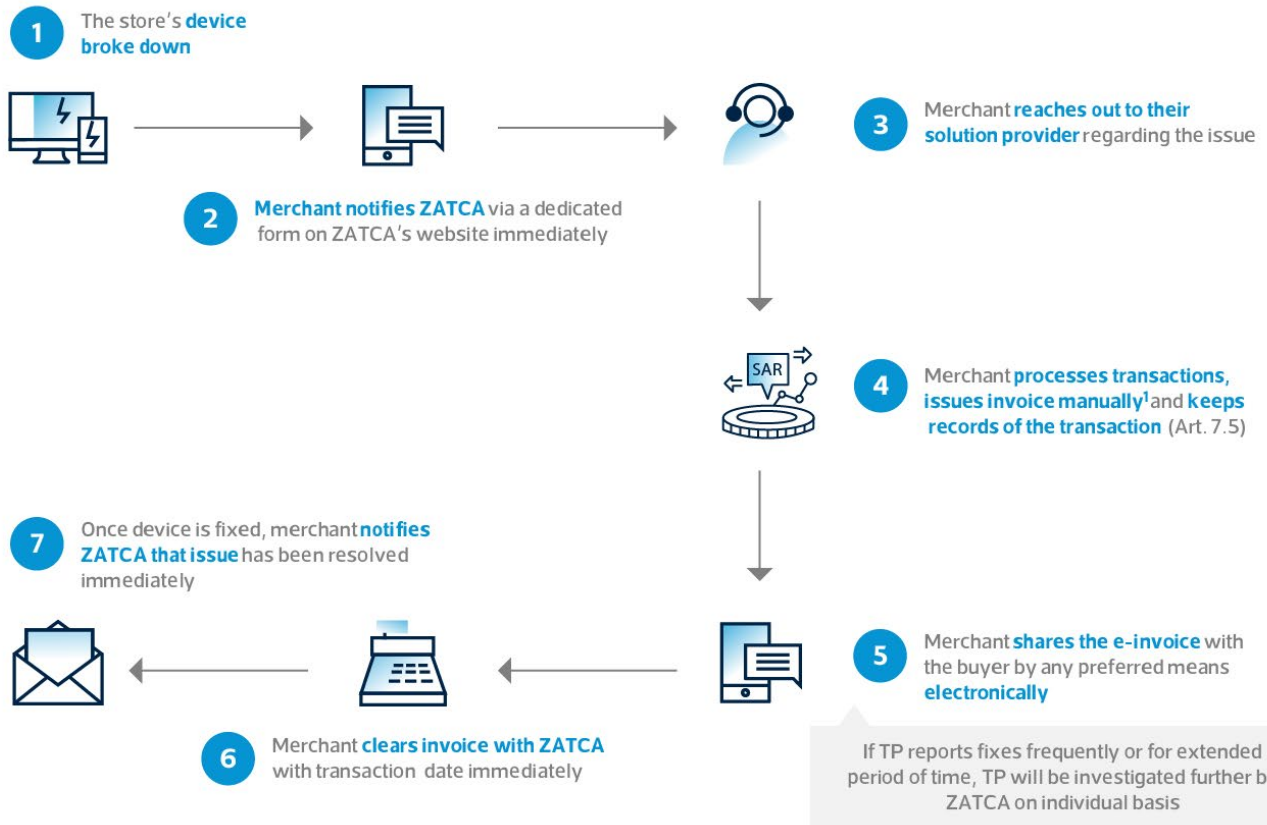 1
The store's device
broke down
2
Merchant notifies ZATCA via a dedicated
form on ZATCA's website immediately
3
Merchant reaches out to their
solution provider regarding the issue
SAR
4
Merchant processes transactions,
issues invoice manually¹ and keeps
records of the transaction (Art. 7.5)
5
Merchant shares the e-invoice with
the buyer by any preferred means
electronically
If TP reports fixes frequently or for extended
period of time, TP will be investigated further b
ZATCA on individual basis
6
Merchant clears invoice with ZATCA
with transaction date immediately
7
Once device is fixed, merchant notifies
ZATCA that issue has been resolved
immediately